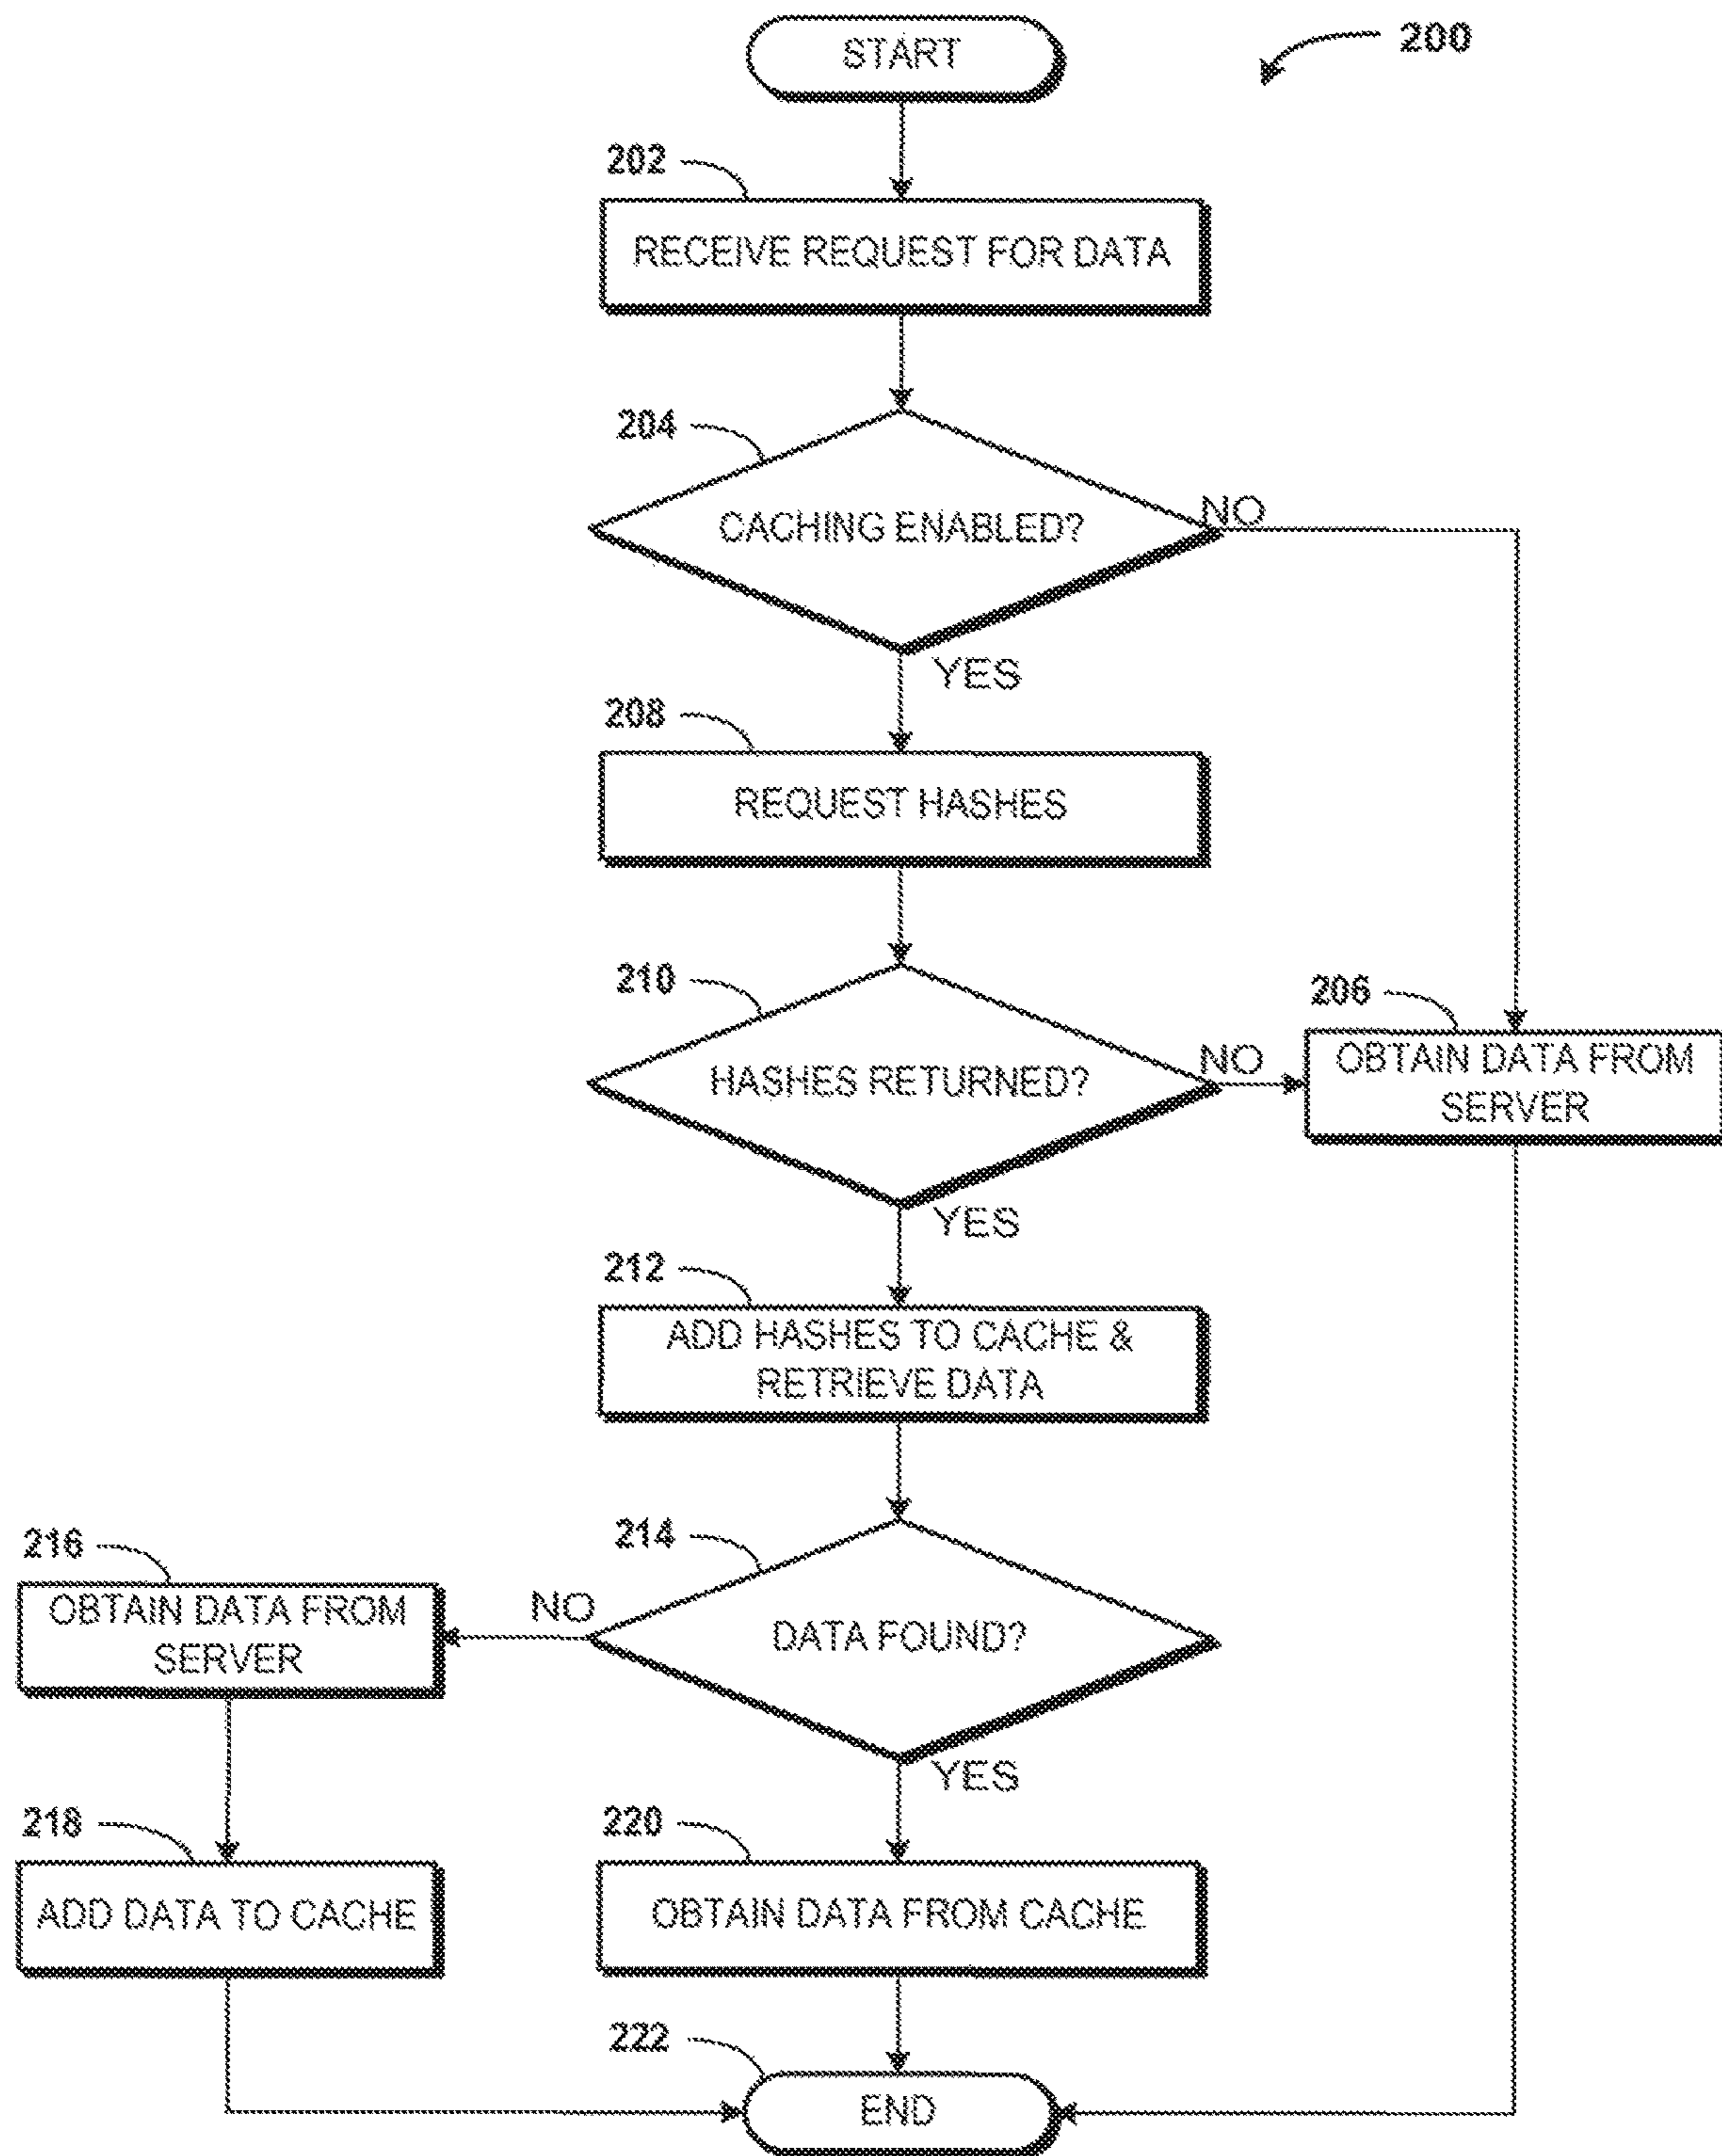 START
200
202
RECEIVE REQUEST FOR DATA
204
CACHING ENABLED?
NO
YES
208
REQUEST HASHES
210
HASHES RETURNED?
NO
206
OBTAIN DATA FROM
SERVER
YES
212
ADD HASHES TO CACHE &
RETRIEVE DATA
214
DATA FOUND?
NO
216
OBTAIN DATA FROM
SERVER
YES
218
ADD DATA TO CACHE
220
OBTAIN DATA FROM CACHE
222
END